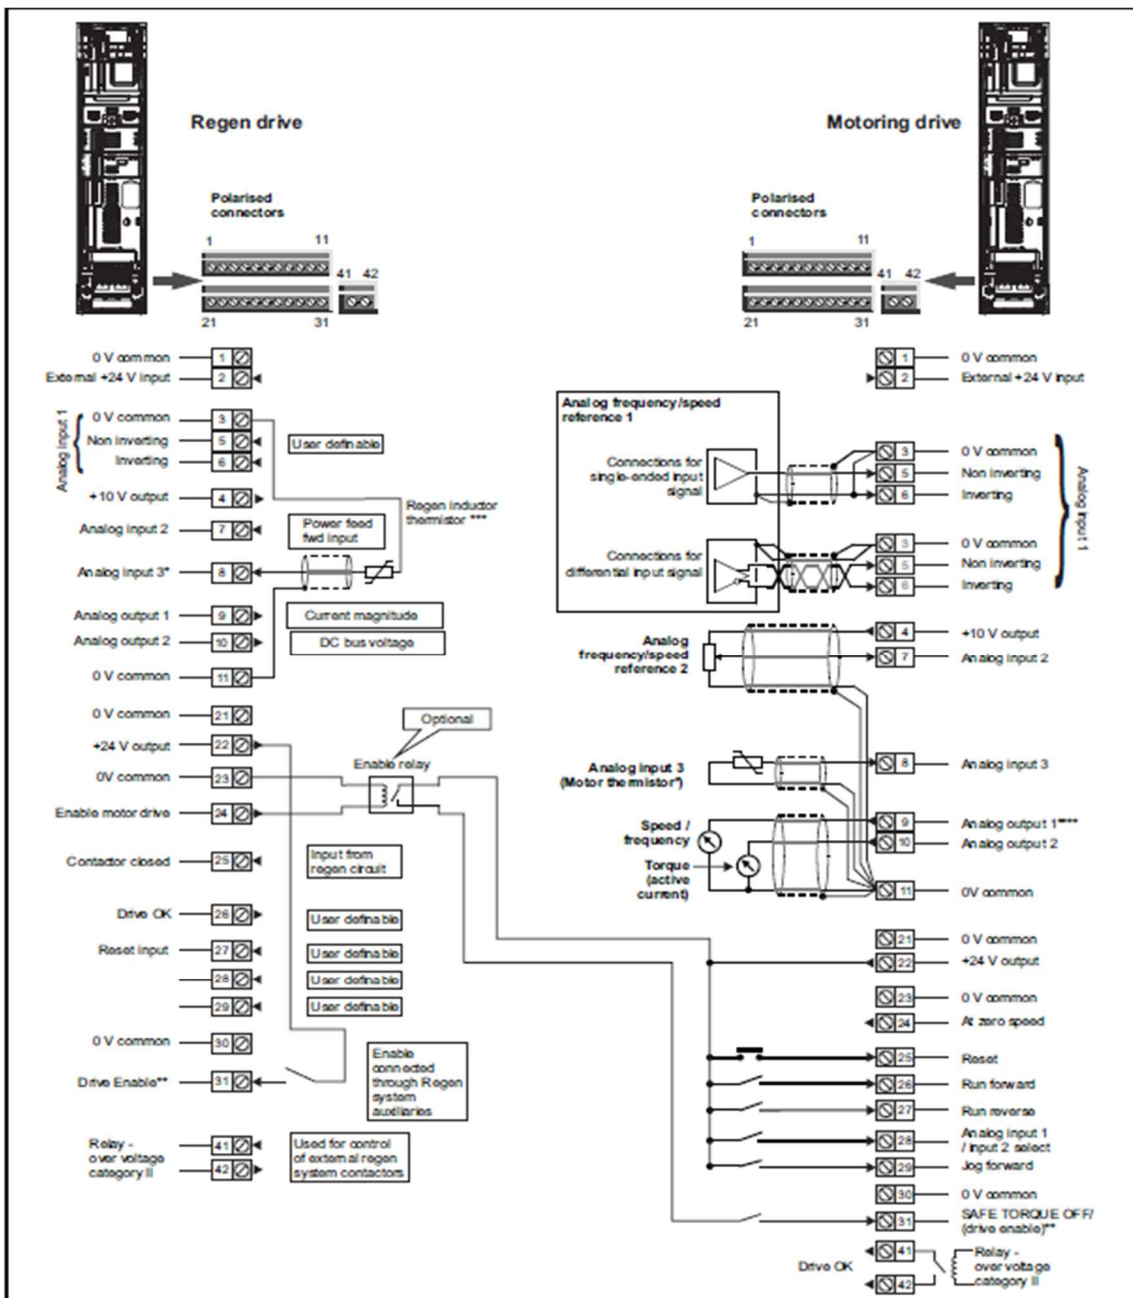 Regen drive
Motoring drive
Polarised
connectors
1
11
41
42
21
31
Polarised
connectors
1
11
41
42
21
31
0 V common
1
External +24 V input
2
Analog input 1
0 V common
3
Non inverting
5
Inverting
6
User definable
+10 V output
4
Analog input 2
7
Power feed
fwd input
Regen inductor
thermistor ***
Analog input 3*
8
Analog output 1
9
Current magnitude
Analog output 2
10
DC bus voltage
0 V common
11
0 V common
21
+24 V output
22
Optional
Enable relay
0V common
23
Enable motor drive
24
Contactor closed
25
Input from
regen circuit
Drive OK
26
User definable
Reset input
27
User definable
28
User definable
29
User definable
0 V common
30
Drive Enable**
31
Enable
connected
through Regen
system
auxiliaries
Relay -
over voltage
category II
41
42
Used for control
of external regen
system contactors
1
0 V common
2
External +24 V input
Analog frequency/speed
reference 1
Connections for
single-ended input
signal
3
0 V common
5
Non inverting
6
Inverting
Analog input 1
Connections for
differential input signal
3
0 V common
5
Non inverting
6
Inverting
Analog
frequency/speed
reference 2
4
+10 V output
7
Analog input 2
Analog input 3
(Motor thermistor*)
8
Analog input 3
Speed /
frequency
Torque
(active
current)
9
Analog output 1****
10
Analog output 2
11
0V common
21
0 V common
22
+24 V output
23
0 V common
24
At zero speed
25
Reset
26
Run forward
27
Run reverse
28
Analog input 1
/ input 2 select
29
Jog forward
30
0 V common
31
SAFE TORQUE OFF/
(drive enable)**
Drive OK
41
42
Relay -
over voltage
category II